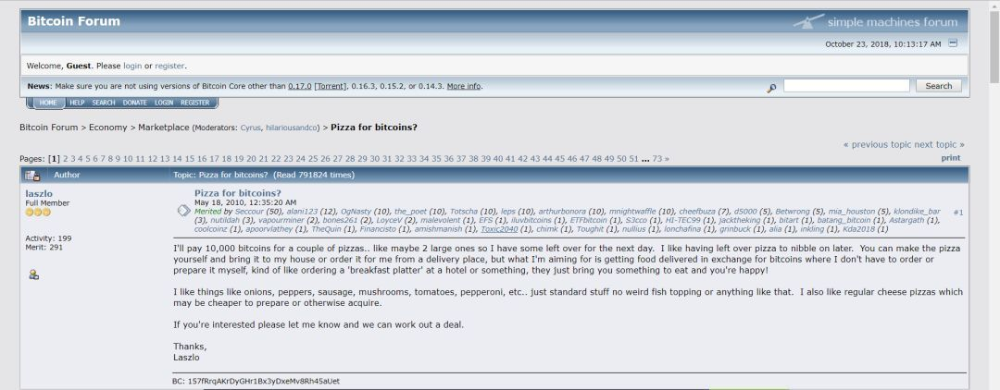 Bitcoin Forum
simple machines forum
October 23, 2018, 10:13:17 AM
Welcome, Guest. Please login or register.
News: Make sure you are not using versions of Bitcoin Core other than 0.17.0 [Torrent], 0.16.3, 0.15.2, or 0.14.3. More info.
Search
HOME HELP SEARCH DONATE LOGIN REGISTER
Bitcoin Forum > Economy > Marketplace (Moderators: Cyrus, hilariousandco) > Pizza for bitcoins?
« previous topic next topic »
Pages: [1] 2 3 4 5 6 7 8 9 10 11 12 13 14 15 16 17 18 19 20 21 22 23 24 25 26 27 28 29 30 31 32 33 34 35 36 37 38 39 40 41 42 43 44 45 46 47 48 49 50 51 ... 73 »
print
Author
Topic: Pizza for bitcoins? (Read 791824 times)
laszlo
Full Member
Activity: 199
Merit: 291
Pizza for bitcoins?
May 18, 2010, 12:35:20 AM
#1
Merited by Seccour (50), alani123 (12), OgNasty (10), the_poet (10), Totscha (10), leps (10), arthurbonora (10), mnightwaffle (10), cheefbuza (7), d5000 (5), Betwrong (5), mia_houston (5), klondike_bar
(3), nutildah (3), vapourminer (2), bones261 (2), LoyceV (2), malevolent (1), EFS (1), iluvbitcoins (1), ETFbitcoin (1), S3cco (1), HI-TEC99 (1), Jacktheking (1), bitart (1), batang_bitcoin (1), Astargath (1),
coolcoinz (1), apoorvlathey (1), TheQuin (1), Financisto (1), amishmanish (1), Toxic2040 (1), chimk (1), Toughit (1), nullius (1), lonchafina (1), grinbuck (1), alia (1), inkling (1), Kda2018 (1)
I'll pay 10,000 bitcoins for a couple of pizzas.. like maybe 2 large ones so I have some left over for the next day. I like having left over pizza to nibble on later. You can make the pizza
yourself and bring it to my house or order it for me from a delivery place, but what I'm aiming for is getting food delivered in exchange for bitcoins where I don't have to order or
prepare it myself, kind of like ordering a 'breakfast platter' at a hotel or something, they just bring you something to eat and you're happy!
I like things like onions, peppers, sausage, mushrooms, tomatoes, pepperoni, etc.. just standard stuff no weird fish topping or anything like that. I also like regular cheese pizzas which
may be cheaper to prepare or otherwise acquire.
If you're interested please let me know and we can work out a deal.
Thanks,
Laszlo
BC: 157fRrqAKrDyGHr1Bx3yDxeMv8Rh45aUet